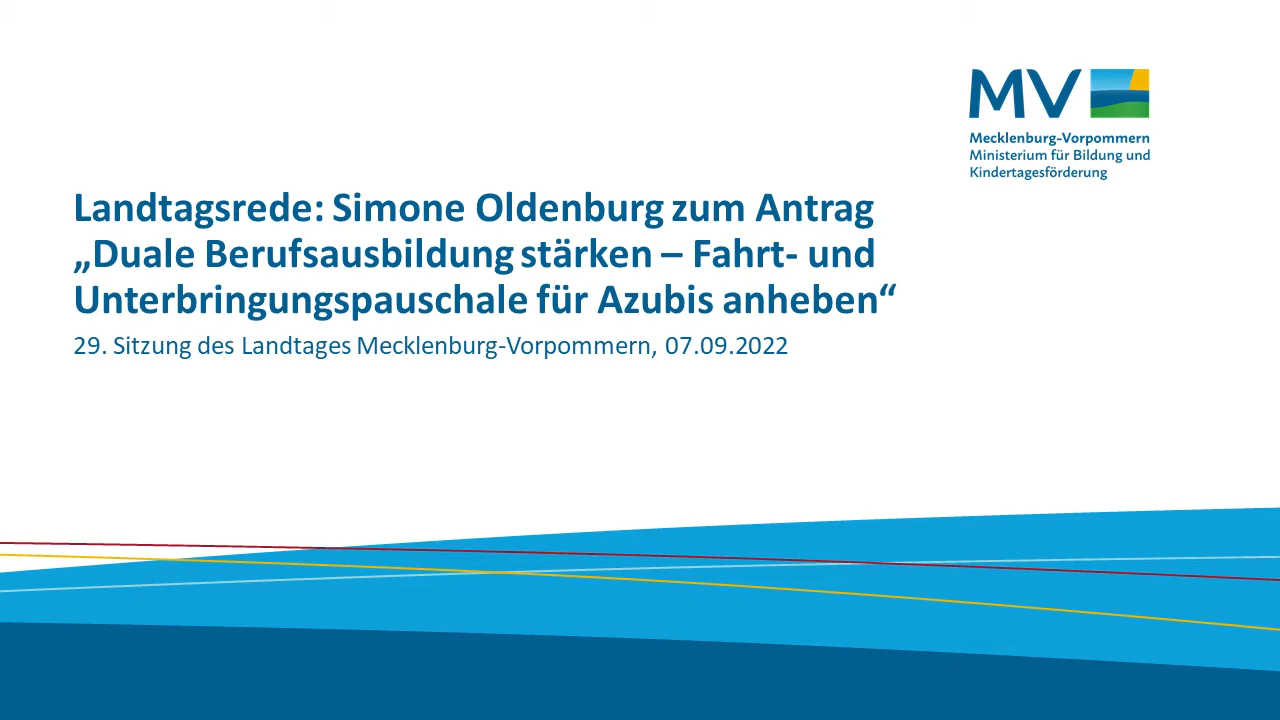 MV
Mecklenburg-Vorpommern
Ministerium für Bildung und
Kindertagesförderung
Landtagsrede: Simone Oldenburg zum Antrag
„Duale Berufsausbildung stärken – Fahrt- und
Unterbringungspauschale für Azubis anheben“
29. Sitzung des Landtages Mecklenburg-Vorpommern, 07.09.2022